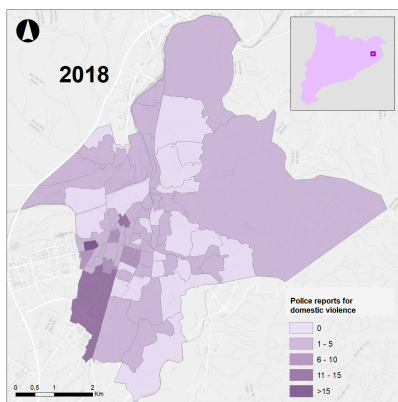 2018
Police reports for
domestic violence
0
1 - 5
6 - 10
11 - 15
>15
0 0,5 1 2
Km